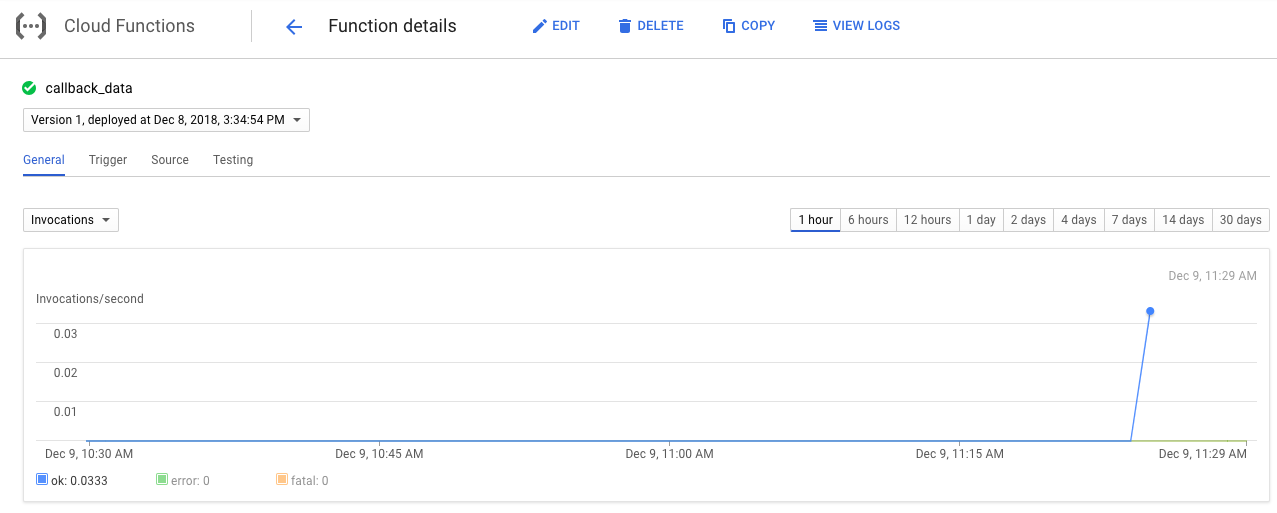 Cloud Functions Function details EDIT DELETE COPY VIEW LOGS
callback_data
Version 1, deployed at Dec 8, 2018, 3:34:54 PM
General Trigger Source Testing
Invocations 1 hour 6 hours 12 hours 1 day 2 days 4 days 7 days 14 days 30 days
Dec 9, 11:29 AM
Invocations/second
0.03
0.02
0.01
Dec 9, 10:30 AM Dec 9, 10:45 AM Dec 9, 11:00 AM Dec 9, 11:15 AM Dec 9, 11:29 AM
ok: 0.0333 error: 0 fatal: 0